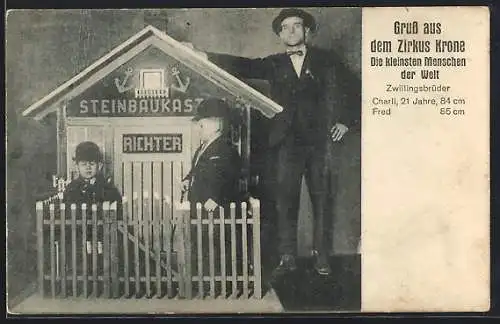 STEINBAUKAST
RICHTER
Gruß aus
dem Zirkus Krone
Die kleinsten Menschen
der Welt
Zwillingsbrüder
Charli, 21 Jahre, 84 cm
Fred 85 cm